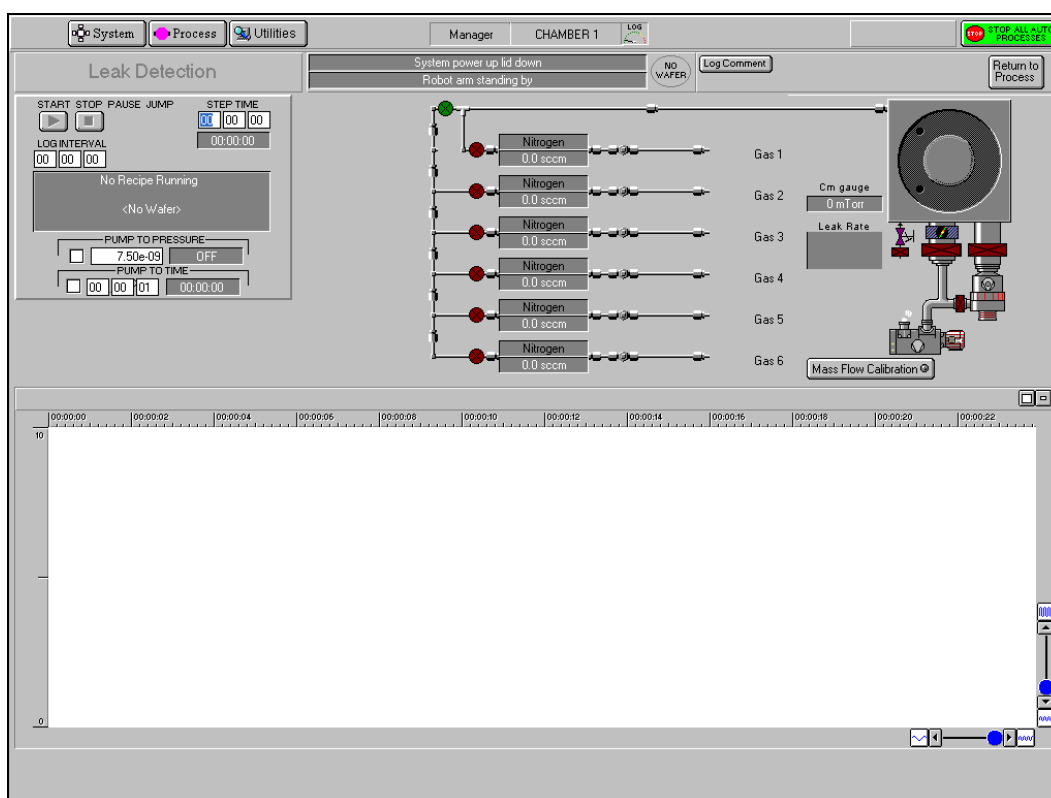 System Process Utilities Manager CHAMBER 1 LOG STOP STOP ALL AUTO PROCESSES
Leak Detection
System power up lid down
Robot arm standing by
NO WAFER
Log Comment
Return to Process
START STOP PAUSE JUMP STEP TIME
00 00 00
00:00:00
LOG INTERVAL
00 00 00
No Recipe Running
<No Wafer>
PUMP TO PRESSURE
7.50e-09 OFF
PUMP TO TIME
00 00 01 00:00:00
Nitrogen
0.0 sccm
Gas 1
Nitrogen
0.0 sccm
Gas 2
Nitrogen
0.0 sccm
Gas 3
Nitrogen
0.0 sccm
Gas 4
Nitrogen
0.0 sccm
Gas 5
Nitrogen
0.0 sccm
Gas 6
Cm gauge
0 mTorr
Leak Rate
Mass Flow Calibration
00:00:00 00:00:02 00:00:04 00:00:06 00:00:08 00:00:10 00:00:12 00:00:14 00:00:16 00:00:18 00:00:20 00:00:22
10
0